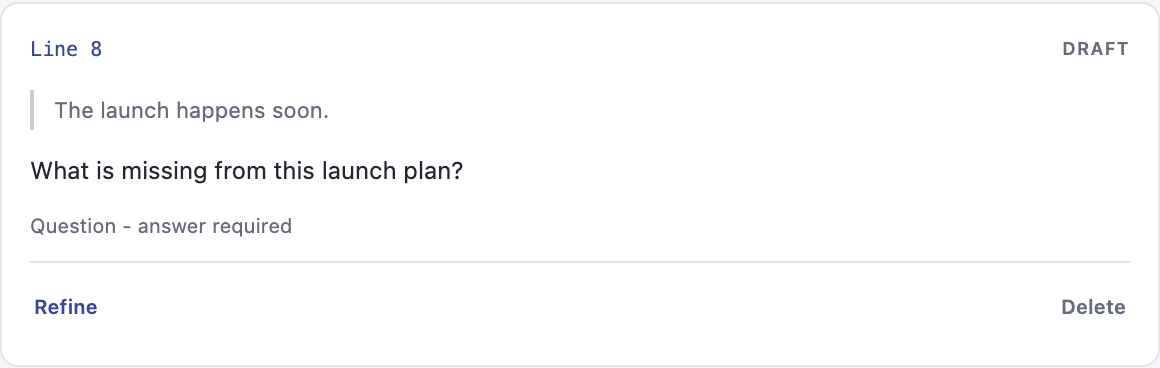 Line 8
DRAFT
The launch happens soon.
What is missing from this launch plan?
Question - answer required
Refine
Delete